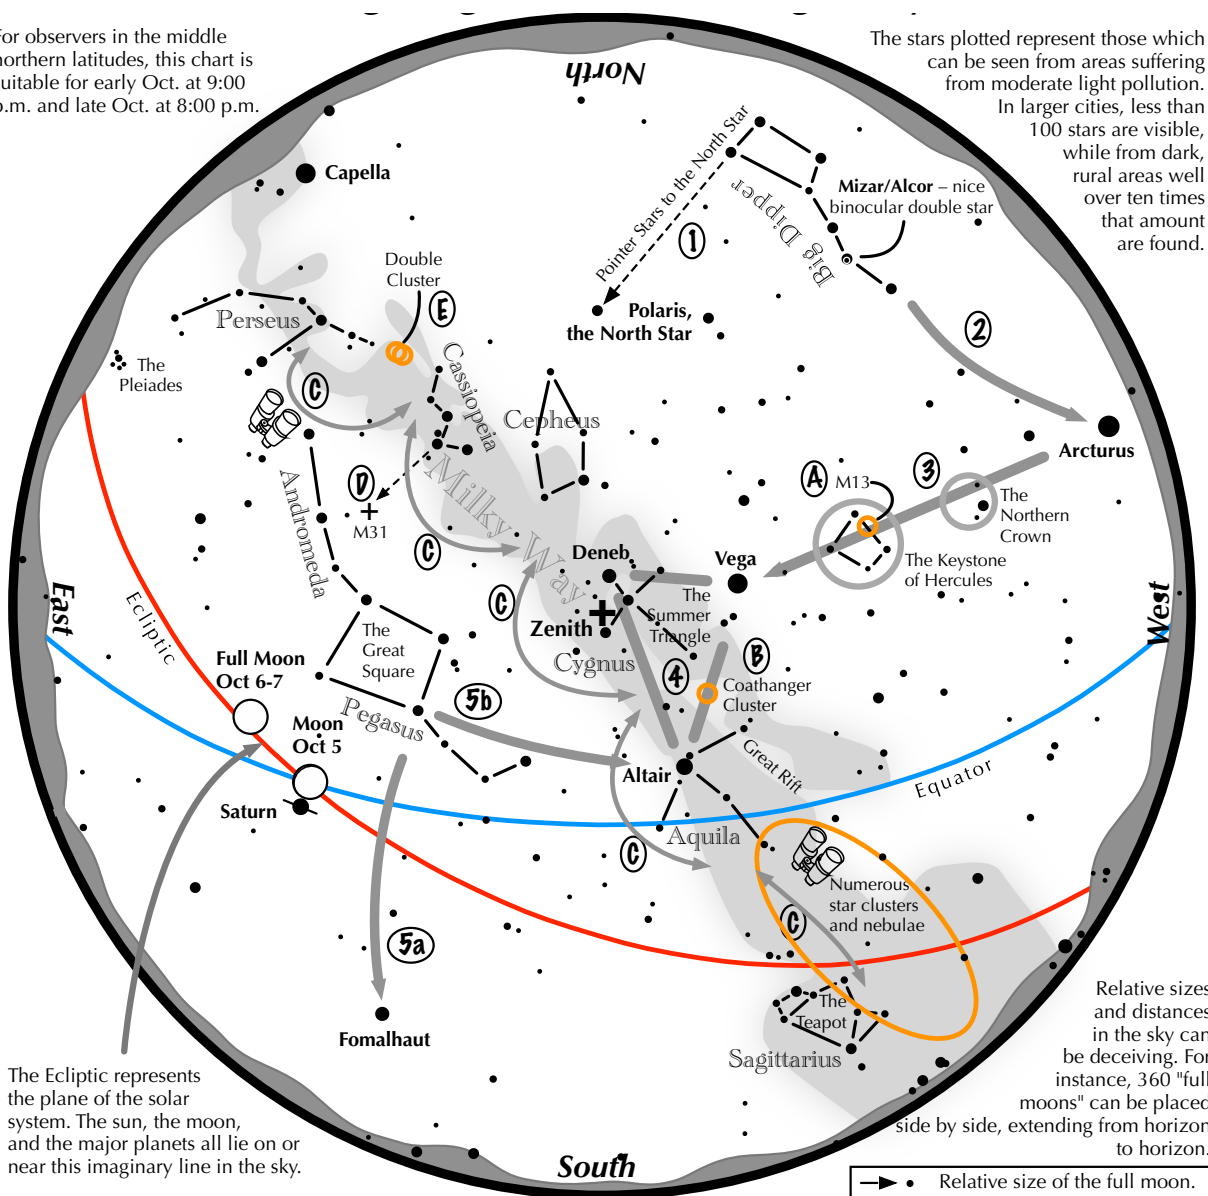 For observers in the middle
northern latitudes, this chart is
suitable for early Oct. at 9:00
p.m. and late Oct. at 8:00 p.m.
The stars plotted represent those which
can be seen from areas suffering
from moderate light pollution.
In larger cities, less than
100 stars are visible,
while from dark,
rural areas well
over ten times
that amount
are found.
North
Capella
Pointer Stars to the North Star
1
Big Dipper
Mizar/Alcor – nice
binocular double star
Double
Cluster
E
Perseus
Polaris,
the North Star
2
The
Pleiades
C
Cassiopeia
Cepheus
Arcturus
Andromeda
D
M31
Milky Way
C
A
M13
3
The
Northern
Crown
The Keystone
of Hercules
Deneb
Vega
The
Summer
Triangle
C
Zenith
Cygnus
East
West
Ecliptic
The
Great
Square
Full Moon
Oct 6-7
Pegasus
5b
4
B
Coathanger
Cluster
Moon
Oct 5
Altair
Great Rift
Equator
Saturn
Aquila
C
Numerous
star clusters
and nebulae
C
5a
The
Teapot
Fomalhaut
Sagittarius
The Ecliptic represents
the plane of the solar
system. The sun, the moon,
and the major planets all lie on or
near this imaginary line in the sky.
Relative sizes
and distances
in the sky can
be deceiving. For
instance, 360 "full
moons" can be placed
side by side, extending from horizon
to horizon.
South
Relative size of the full moon.